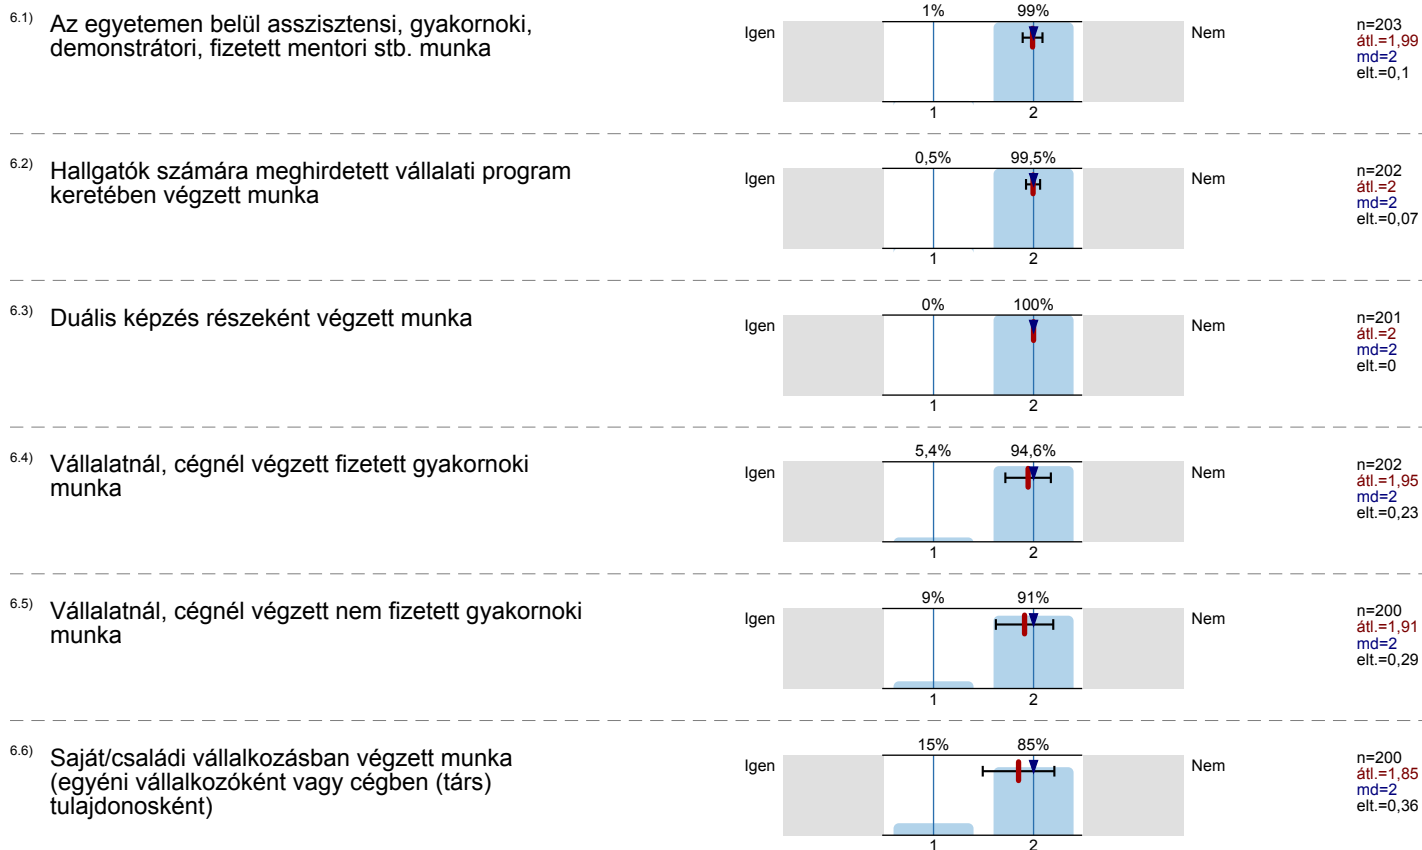 6.1) Az egyetemen belül asszisztensi, gyakornoki,
demonstrátori, fizetett mentori stb. munka
1% 99%
Igen
Nem
1 2
n=203
átl.=1,99
md=2
elt.=0,1
6.2) Hallgatók számára meghirdetett vállalati program
keretében végzett munka
0,5% 99,5%
Igen
Nem
1 2
n=202
átl.=2
md=2
elt.=0,07
6.3) Duális képzés részeként végzett munka
0% 100%
Igen
Nem
1 2
n=201
átl.=2
md=2
elt.=0
6.4) Vállalatnál, cégnél végzett fizetett gyakornoki
munka
5,4% 94,6%
Igen
Nem
1 2
n=202
átl.=1,95
md=2
elt.=0,23
6.5) Vállalatnál, cégnél végzett nem fizetett gyakornoki
munka
9% 91%
Igen
Nem
1 2
n=200
átl.=1,91
md=2
elt.=0,29
6.6) Saját/családi vállalkozásban végzett munka
(egyéni vállalkozóként vagy cégben (társ)
tulajdonosként)
15% 85%
Igen
Nem
1 2
n=200
átl.=1,85
md=2
elt.=0,36